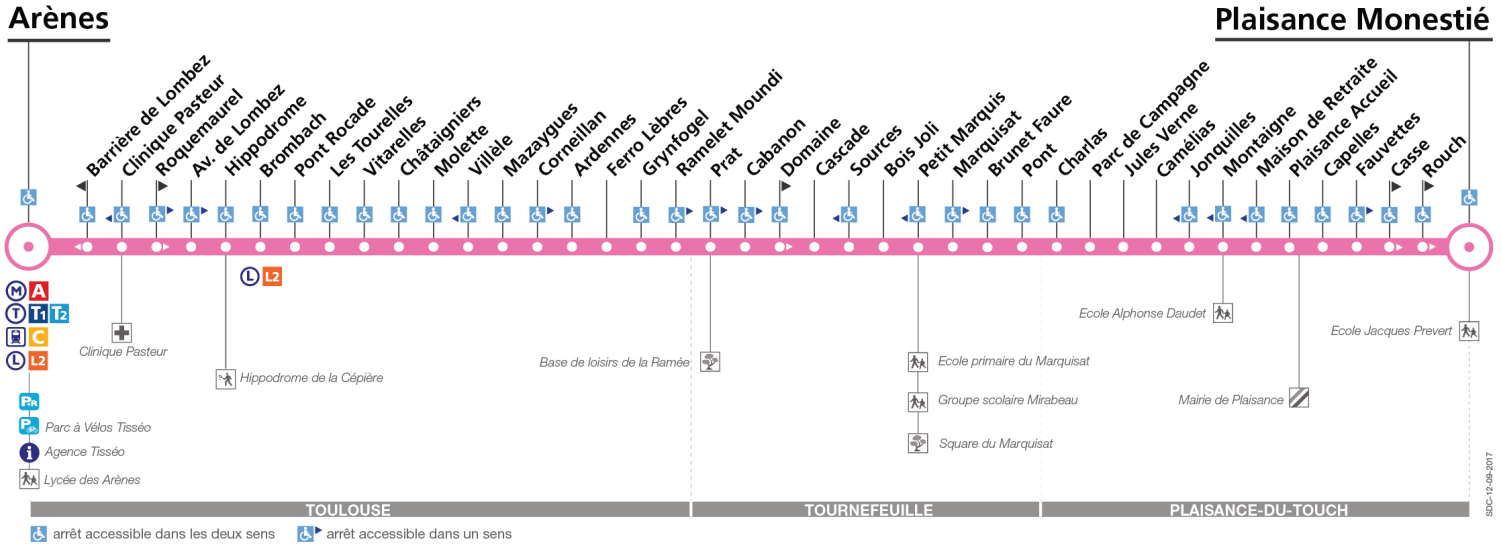 Arènes
Plaisance Monestié
Barrière de Lombez
Clinique Pasteur
Roquemaurel
Av. de Lombez
Hippodrome
Brombach
Pont Rocade
Les Tourelles
Vitarelles
Châtaigniers
Molette
Villèle
Mazaygues
Corneillan
Ardennes
Ferro Lèbres
Grynfogel
Ramelet Moundi
Prat
Cabanon
Domaine
Cascade
Sources
Bois Joli
Petit Marquis
Marquisat
Brunet Faure
Pont
Charlas
Parc de Campagne
Jules Verne
Camélias
Jonquilles
Montaigne
Maison de Retraite
Plaisance Accueil
Capelles
Fauvettes
Casse
Rouch
L L2
M A
T T1 T2
C
L L2
P+R
P
Parc à Vélos Tisséo
i Agence Tisséo
Lycée des Arènes
Clinique Pasteur
Hippodrome de la Cépière
Base de loisirs de la Ramée
Ecole primaire du Marquisat
Groupe scolaire Mirabeau
Square du Marquisat
Ecole Alphonse Daudet
Mairie de Plaisance
Ecole Jacques Prevert
SDC-12-09-2017
TOULOUSE
TOURNEFEUILLE
PLAISANCE-DU-TOUCH
arrêt accessible dans les deux sens
arrêt accessible dans un sens